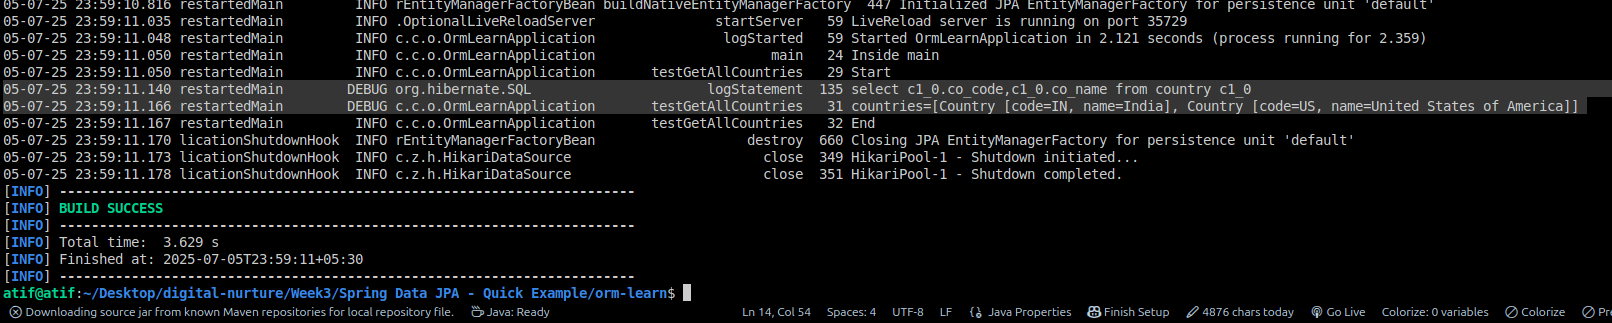 05-07-25 23:59:10.816 restartedMain         INFO rEntityManagerFactoryBean buildNativeEntityManagerFactory  447 Initialized JPA EntityManagerFactory for persistence unit 'default'
05-07-25 23:59:11.035 restartedMain         INFO .OptionalLiveReloadServer               startServer   59 LiveReload server is running on port 35729
05-07-25 23:59:11.048 restartedMain         INFO c.c.o.OrmLearnApplication                logStarted   59 Started OrmLearnApplication in 2.121 seconds (process running for 2.359)
05-07-25 23:59:11.050 restartedMain         INFO c.c.o.OrmLearnApplication                      main   24 Inside main
05-07-25 23:59:11.050 restartedMain         INFO c.c.o.OrmLearnApplication       testGetAllCountries   29 Start
05-07-25 23:59:11.140 restartedMain        DEBUG org.hibernate.SQL                      logStatement  135 select c1_0.co_code,c1_0.co_name from country c1_0
05-07-25 23:59:11.166 restartedMain        DEBUG c.c.o.OrmLearnApplication       testGetAllCountries   31 countries=[Country [code=IN, name=India], Country [code=US, name=United States of America]]
05-07-25 23:59:11.167 restartedMain         INFO c.c.o.OrmLearnApplication       testGetAllCountries   32 End
05-07-25 23:59:11.170 licationShutdownHook  INFO rEntityManagerFactoryBean                   destroy  660 Closing JPA EntityManagerFactory for persistence unit 'default'
05-07-25 23:59:11.173 licationShutdownHook  INFO c.z.h.HikariDataSource                        close  349 HikariPool-1 - Shutdown initiated...
05-07-25 23:59:11.178 licationShutdownHook  INFO c.z.h.HikariDataSource                        close  351 HikariPool-1 - Shutdown completed.
[INFO] ------------------------------------------------------------------------
[INFO] BUILD SUCCESS
[INFO] ------------------------------------------------------------------------
[INFO] Total time:  3.629 s
[INFO] Finished at: 2025-07-05T23:59:11+05:30
[INFO] ------------------------------------------------------------------------
atif@atif:~/Desktop/digital-nurture/Week3/Spring Data JPA - Quick Example/orm-learn$
Downloading source jar from known Maven repositories for local repository file. Java: Ready Ln 14, Col 54 Spaces: 4 UTF-8 LF Java Properties Finish Setup 4876 chars today Go Live Colorize: 0 variables Colorize Pr